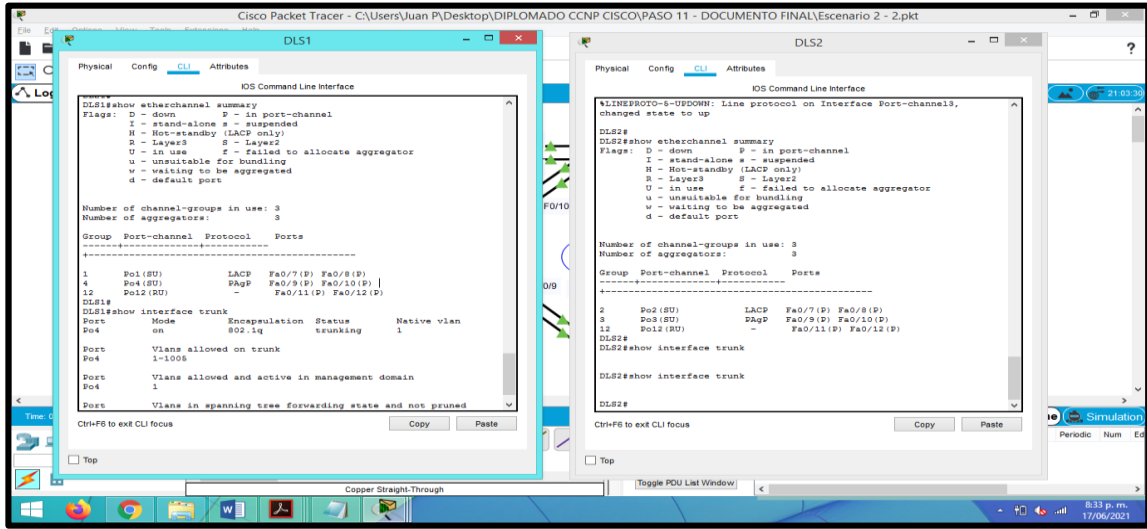 Cisco Packet Tracer - C:\Users\Juan P\Desktop\DIPLOMADO CCNP CISCO\PASO 11 - DOCUMENTO FINAL\Escenario 2 - 2.pkt
File
?
Log
21:03:30
DLS1
Physical Config CLI Attributes
IOS Command Line Interface
DLS1#show etherchannel summary
Flags:  D - down        P - in port-channel
I - stand-alone s - suspended
H - Hot-standby (LACP only)
R - Layer3      S - Layer2
U - in use      f - failed to allocate aggregator
u - unsuitable for bundling
w - waiting to be aggregated
d - default port
Number of channel-groups in use: 3
Number of aggregators:           3
Group  Port-channel  Protocol    Ports
------+-------------+-----------
+----------------------------------------------
1      Po1(SU)           LACP   Fa0/7(P) Fa0/8(P)
4      Po4(SU)           PAgP   Fa0/9(P) Fa0/10(P)
12     Po12(RU)          -      Fa0/11(P) Fa0/12(P)
DLS1#
DLS1#show interface trunk
Port        Mode         Encapsulation  Status        Native vlan
Po4         on           802.1q         trunking      1
Port        Vlans allowed on trunk
Po4         1-1005
Port        Vlans allowed and active in management domain
Po4         1
Port        Vlans in spanning tree forwarding state and not pruned
Ctrl+F6 to exit CLI focus
Copy
Paste
Top
F0/10
0/9
DLS2
Physical Config CLI Attributes
IOS Command Line Interface
%LINEPROTO-5-UPDOWN: Line protocol on Interface Port-channel3,
changed state to up
DLS2#
DLS2#show etherchannel summary
Flags:  D - down        P - in port-channel
I - stand-alone s - suspended
H - Hot-standby (LACP only)
R - Layer3      S - Layer2
U - in use      f - failed to allocate aggregator
u - unsuitable for bundling
w - waiting to be aggregated
d - default port
Number of channel-groups in use: 3
Number of aggregators:           3
Group  Port-channel  Protocol    Ports
------+-------------+-----------
+----------------------------------------------
2      Po2(SU)           LACP   Fa0/7(P) Fa0/8(P)
3      Po3(SU)           PAgP   Fa0/9(P) Fa0/10(P)
12     Po12(RU)          -      Fa0/11(P) Fa0/12(P)
DLS2#
DLS2#show interface trunk
DLS2#show interface trunk
DLS2#
Ctrl+F6 to exit CLI focus
Copy
Paste
Top
Time: 0
Simulation
Periodic Num Ed
Copper Straight-Through
Toggle PDU List Window
8:33 p. m.
17/06/2021